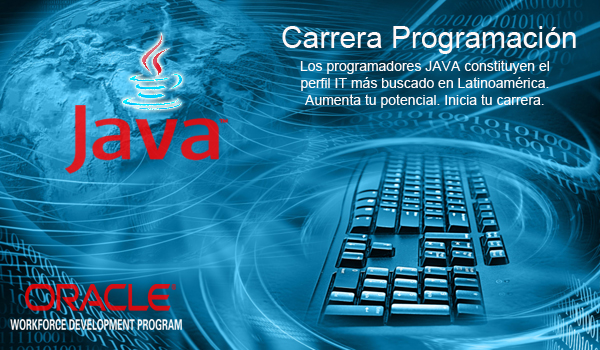 Carrera Programación
Los programadores JAVA constituyen el
perfil IT más buscado en Latinoamérica.
Aumenta tu potencial. Inicia tu carrera.
Java™
ORACLE®
WORKFORCE DEVELOPMENT PROGRAM